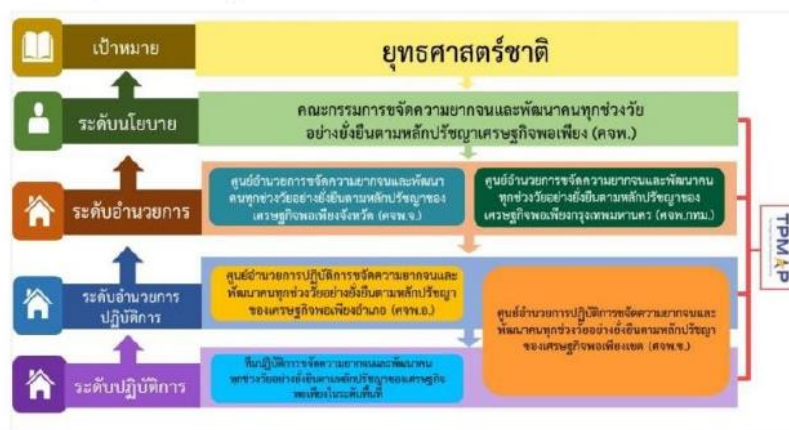 เป้าหมาย
ยุทธศาสตร์ชาติ
ระดับนโยบาย
คณะกรรมการขจัดความยากจนและพัฒนาคนทุกช่วงวัย
อย่างยั่งยืนตามหลักปรัชญาเศรษฐกิจพอเพียง (คจพ.)
ระดับอำนวยการ
ศูนย์อำนวยการขจัดความยากจนและพัฒนา
คนทุกช่วงวัยอย่างยั่งยืนตามหลักปรัชญาของ
เศรษฐกิจพอเพียงจังหวัด (ศจพ.จ.)
ศูนย์อำนวยการขจัดความยากจนและพัฒนาคน
ทุกช่วงวัยอย่างยั่งยืนตามหลักปรัชญาของ
เศรษฐกิจพอเพียงกรุงเทพมหานคร (ศจพ.กทม.)
ระดับอำนวยการ
ปฏิบัติการ
ศูนย์อำนวยการปฏิบัติการขจัดความยากจนและ
พัฒนาคนทุกช่วงวัยอย่างยั่งยืนตามหลักปรัชญา
ของเศรษฐกิจพอเพียงอำเภอ (ศจพ.อ.)
ศูนย์อำนวยการปฏิบัติการขจัดความยากจนและ
พัฒนาคนทุกช่วงวัยอย่างยั่งยืนตามหลักปรัชญา
ของเศรษฐกิจพอเพียงเขต (ศจพ.ข.)
ระดับปฏิบัติการ
ทีมปฏิบัติการขจัดความยากจนและพัฒนาคน
ทุกช่วงวัยอย่างยั่งยืนตามหลักปรัชญาของเศรษฐกิจ
พอเพียงในระดับพื้นที่
TPMAP